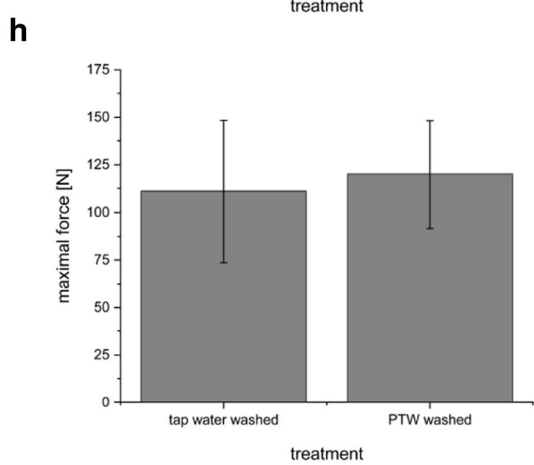 treatment
h
175
150
125
100
75
50
25
0
maximal force [N]
tap water washed PTW washed
treatment